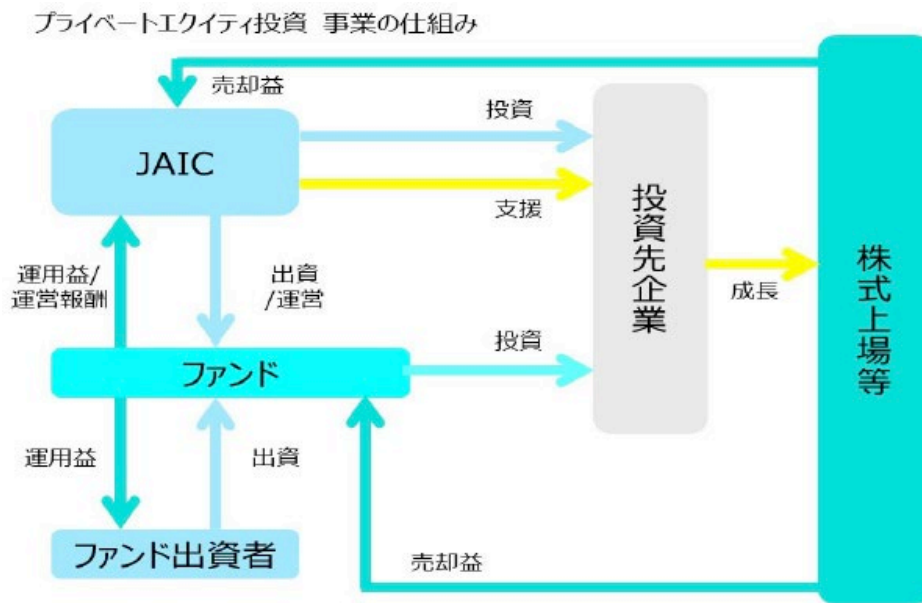 プライベートエクイティ投資 事業の仕組み
売却益
JAIC
投資
支援
投資先企業
成長
株式上場等
運用益/
運営報酬
出資
/運営
ファンド
投資
運用益
出資
ファンド出資者
売却益